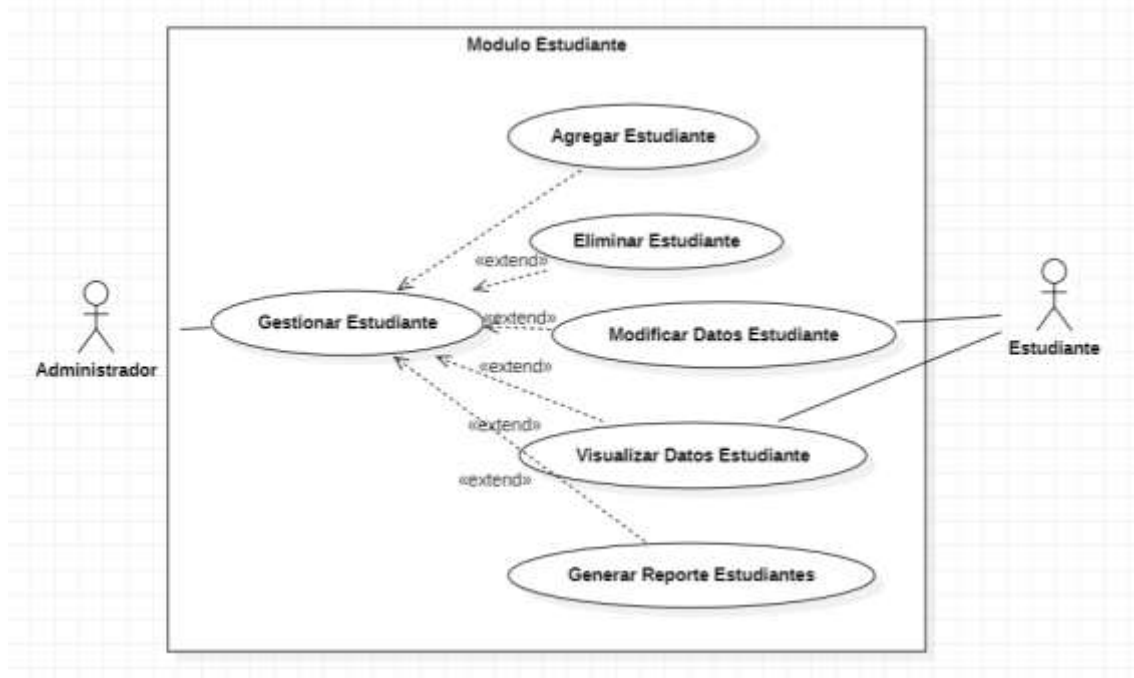 Modulo Estudiante
Agregar Estudiante
Eliminar Estudiante
«extend»
Gestionar Estudiante
«extend»
Modificar Datos Estudiante
Estudiante
Administrador
«extend»
«extend»
Visualizar Datos Estudiante
«extend»
Generar Reporte Estudiantes